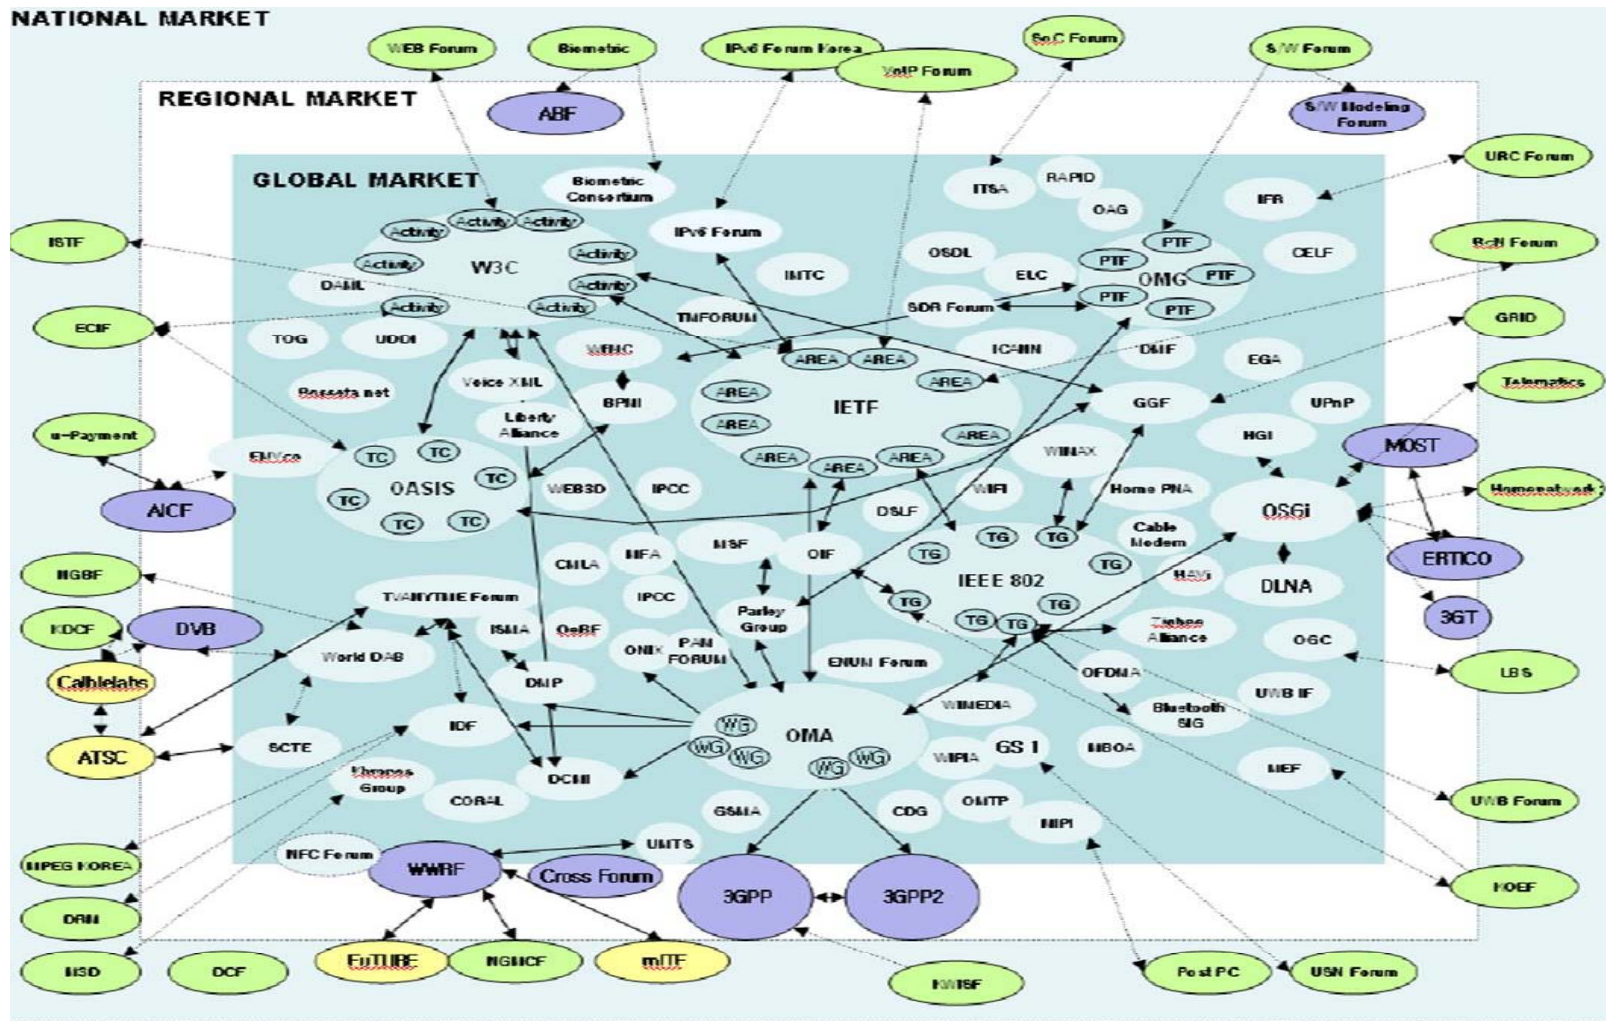 NATIONAL MARKET
WEB Forum
Biometric
IPv6 Forum Korea
VoIP Forum
SoC Forum
S/W Forum
REGIONAL MARKET
ABF
S/W Modeling
Forum
URC Forum
GLOBAL MARKET
Biometric
Consortium
ITSA
RAPID
OAG
IFR
ISTF
Activity
Activity
Activity
Activity
Activity
Activity
Activity
Activity
W3C
IPv6 Forum
IMTC
OSDL
ELC
PTF
PTF
PTF
PTF
PTF
OMG
CELF
BcN Forum
DAML
SDR Forum
TMFORUM
GRID
ECIF
TOG
UDDI
WFMC
ICANN
DMF
EGA
Rosseta net
Voice XML
BPMI
AREA
AREA
AREA
AREA
AREA
AREA
AREA
AREA
AREA
IETF
GGF
UPnP
Telematics
Liberty
Alliance
HGI
MOST
u-Payment
EMVco
TC
TC
TC
TC
TC
TC
OASIS
WEB3D
IPCC
WIMAX
WIFI
Home PNA
Homenetwork
AICF
DSLF
OSGi
Cable
Modem
MSF
OIF
MFA
CMLA
TG
TG
TG
TG
TG
TG
TG
TG
IEEE 802
HAVi
DLNA
ERTICO
NGBF
TVANYTIME Forum
IPCC
Parley
Group
3GT
KDCF
DVB
ISMA
OeBF
Zigbee
Alliance
OGC
World DAB
ONIX
PAM
FORUM
ENUM Forum
OFDMA
LBS
Calblelabs
DMP
WIMEDIA
Bluetooth
SIG
UWB IF
IDF
WG
WG
WG
WG
WG
OMA
ATSC
SCTE
WIPIA
GS 1
MBOA
MEF
Khronos
Group
DCMI
CORAL
GSMA
CDG
OMTP
MIPI
UWB Forum
NFC Forum
WWRF
UMTS
Cross Forum
3GPP
3GPP2
MPEG KOREA
KOEF
DRM
MSD
DCF
FuTURE
NGMCF
mITF
KWISF
Post PC
USN Forum